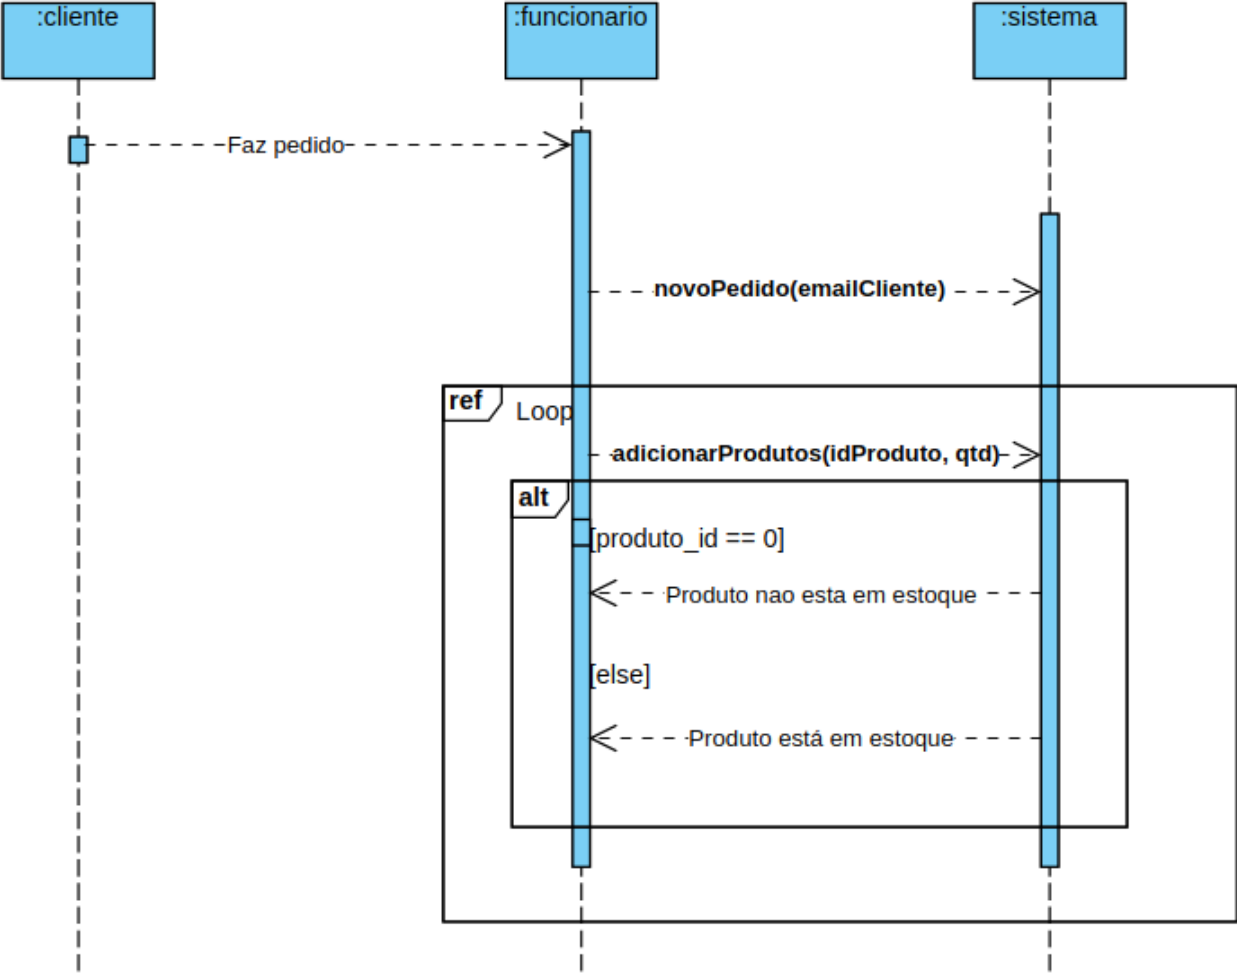 :cliente
:funcionario
:sistema
Faz pedido
novoPedido(emailCliente)
ref
Loop
adicionarProdutos(idProduto, qtd)
alt
[produto_id == 0]
Produto nao esta em estoque
[else]
Produto está em estoque